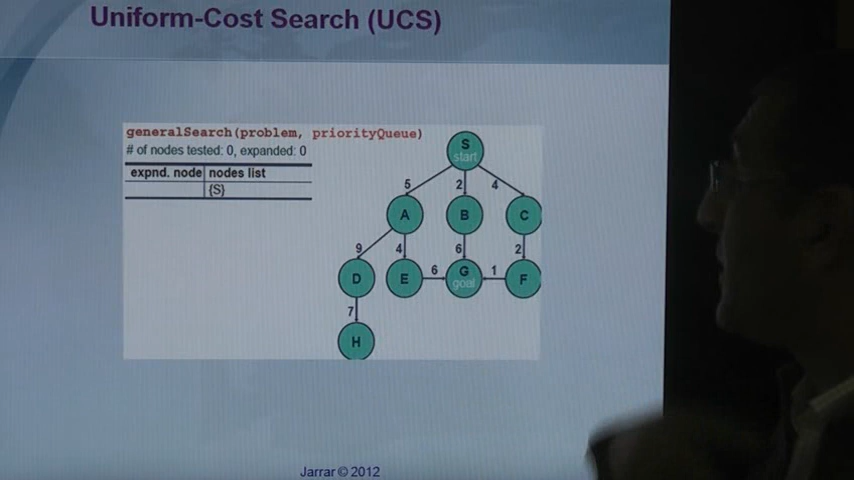 Uniform-Cost Search (UCS)
generalSearch(problem, priorityQueue)
# of nodes tested: 0, expanded: 0
expnd. node nodes list
{S}
S
start
5 2 4
A B C
9 4 6 2
D E 6 G 1 F
goal
7
H
Jarrar © 2012